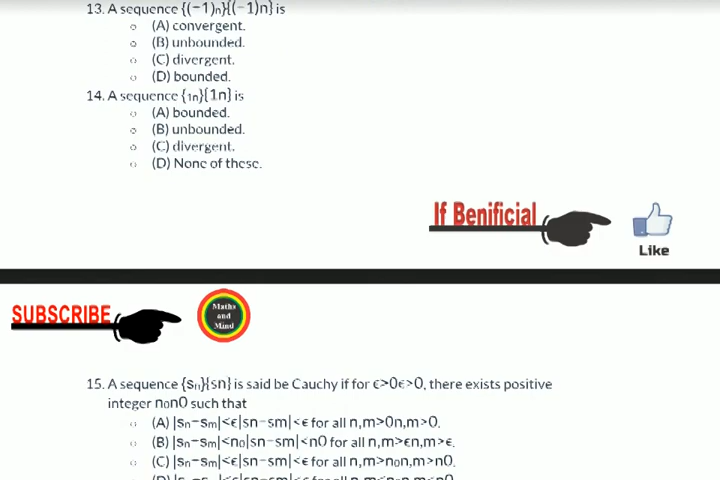 13. A sequence {(−1)n}{(−1)n} is
(A) convergent.
(B) unbounded.
(C) divergent.
(D) bounded.
14. A sequence {1n}{1n} is
(A) bounded.
(B) unbounded.
(C) divergent.
(D) None of these.
If Benificial
Like
SUBSCRIBE
Maths
and
Mind
15. A sequence {sn}{sn} is said be Cauchy if for ϵ>0ϵ>0, there exists positive
integer n0n0 such that
(A) |sn−sm|<ϵ|sn−sm|<ϵ for all n,m>0n,m>0.
(B) |sn−sm|<n0|sn−sm|<n0 for all n,m>ϵn,m>ϵ.
(C) |sn−sm|<ϵ|sn−sm|<ϵ for all n,m>n0n,m>n0.